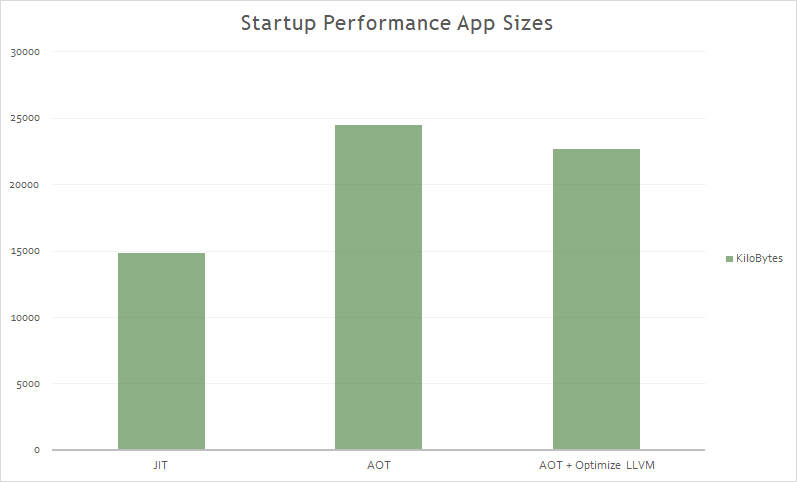 Startup Performance App Sizes
30000
25000
20000
15000
10000
5000
0
JIT
AOT
AOT + Optimize LLVM
KiloBytes